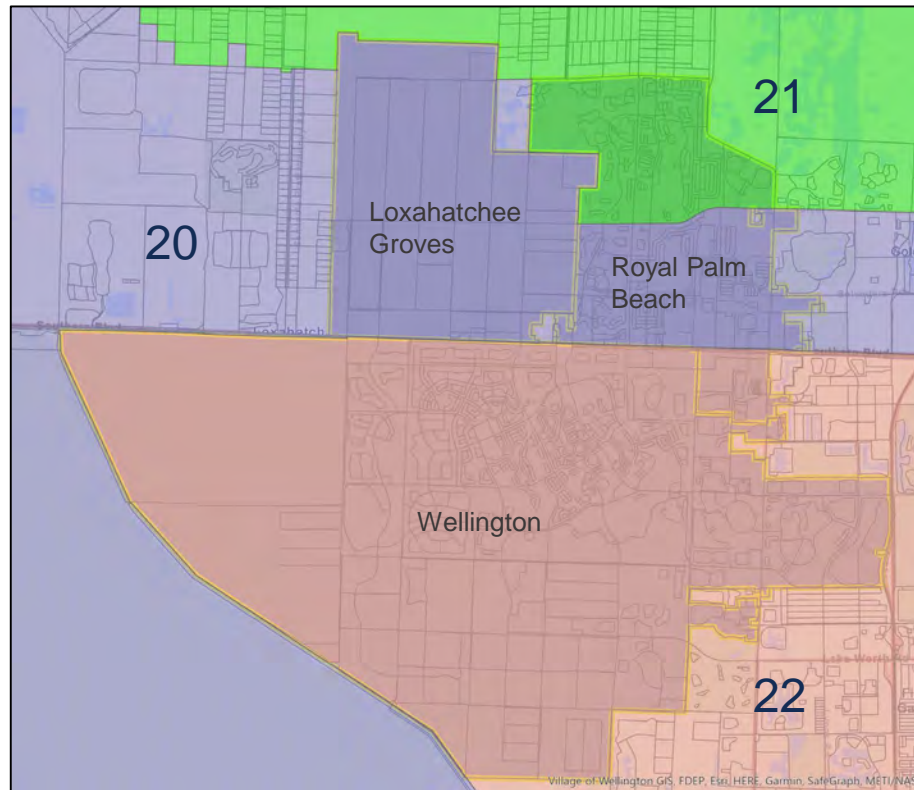 21
Loxahatchee
Groves
20
Royal Palm
Beach
Loxahatch
Wellington
22
Village of Wellington GIS, FDEP, Esri, HERE, Garmin, SafeGraph, METI/NAS